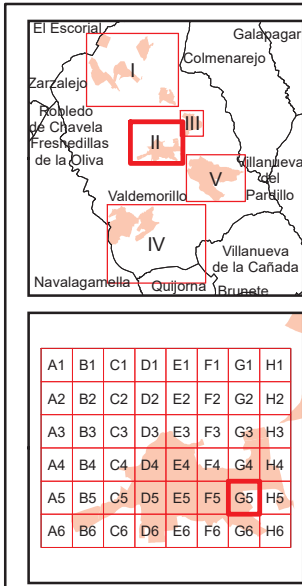 El Escorial
Galapagar
I
Colmenarejo
Zarzalejo
Robledo
de Chavela
III
Fresnedillas
de la Oliva
II
Villanueva
del
Pardillo
V
Valdemorillo
IV
Villanueva
de la Cañada
Navalagamella
Quijorna
Brunete
A1 B1 C1 D1 E1 F1 G1 H1
A2 B2 C2 D2 E2 F2 G2 H2
A3 B3 C3 D3 E3 F3 G3 H3
A4 B4 C4 D4 E4 F4 G4 H4
A5 B5 C5 D5 E5 F5 G5 H5
A6 B6 C6 D6 E6 F6 G6 H6